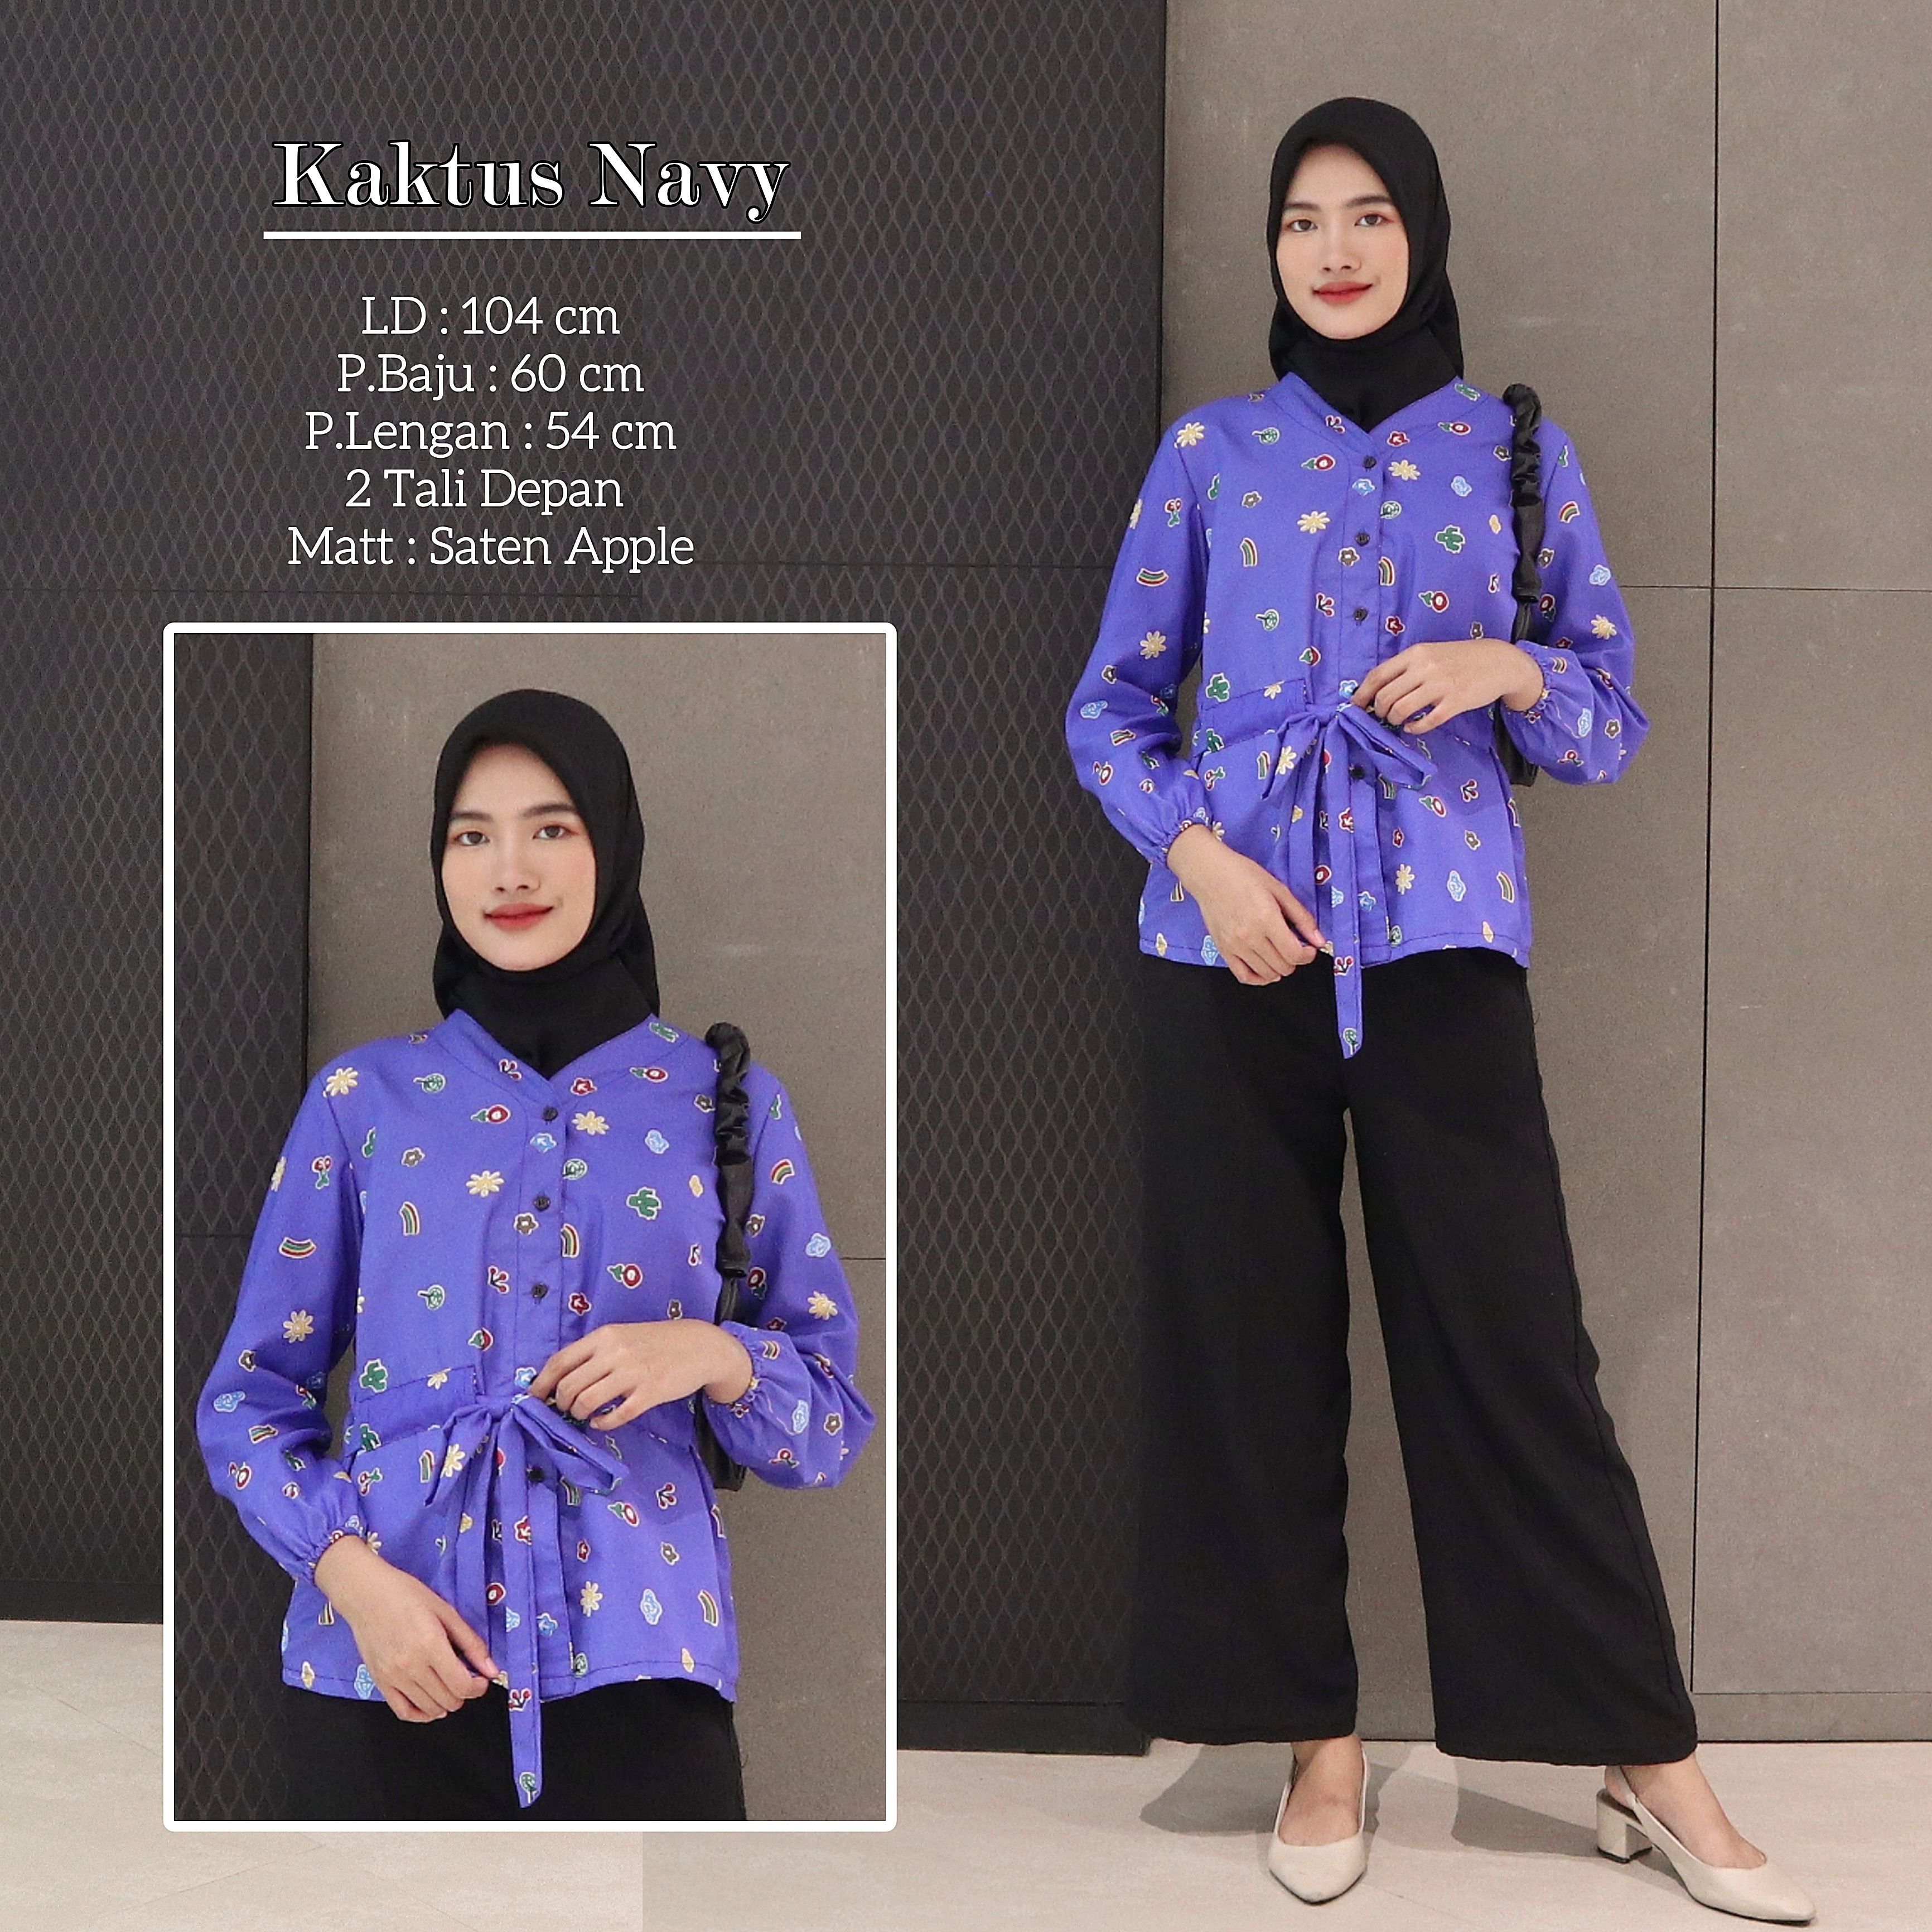 Kaktus Navy
LD : 104 cm
P.Baju : 60 cm
P.Lengan : 54 cm
2 Tali Depan
Matt : Saten Apple